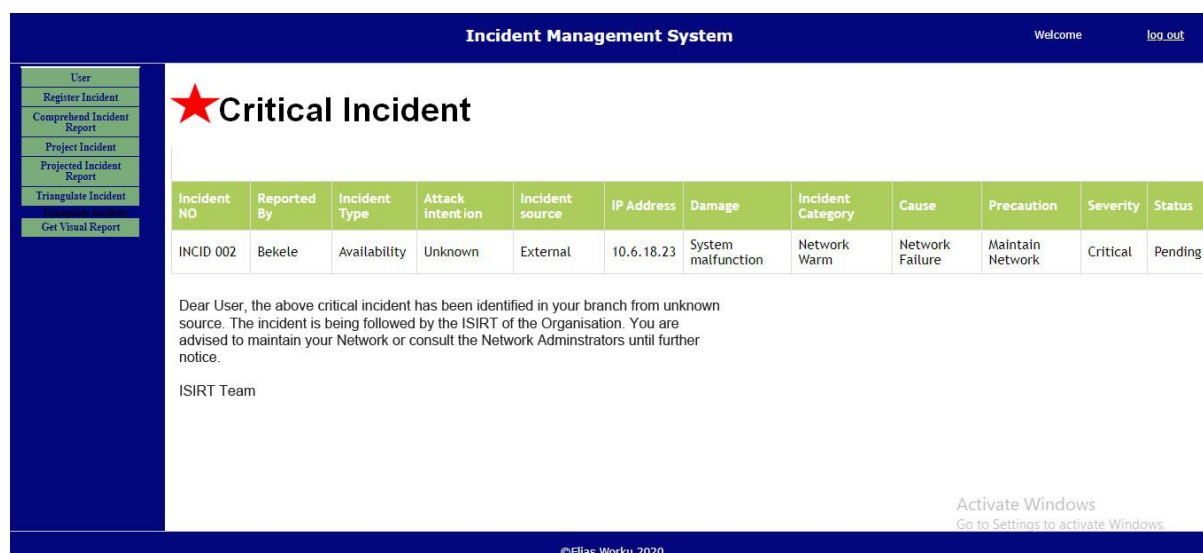 Incident Management System
Welcome
log out
User
Register Incident
Comprehend Incident
Report
Project Incident
Projected Incident
Report
Triangulate Incident
Triangulate Incident
Get Visual Report
Critical Incident
Incident NO Reported By Incident Type Attack intention Incident source IP Address Damage Incident Category Cause Precaution Severity Status
INCID 002 Bekele Availability Unknown External 10.6.18.23 System malfunction Network Warm Network Failure Maintain Network Critical Pending
Dear User, the above critical incident has been identified in your branch from unknown
source. The incident is being followed by the ISIRT of the Organisation. You are
advised to maintain your Network or consult the Network Adminstrators until further
notice.
ISIRT Team
Activate Windows
Go to Settings to activate Windows.
©Elias Worku 2020